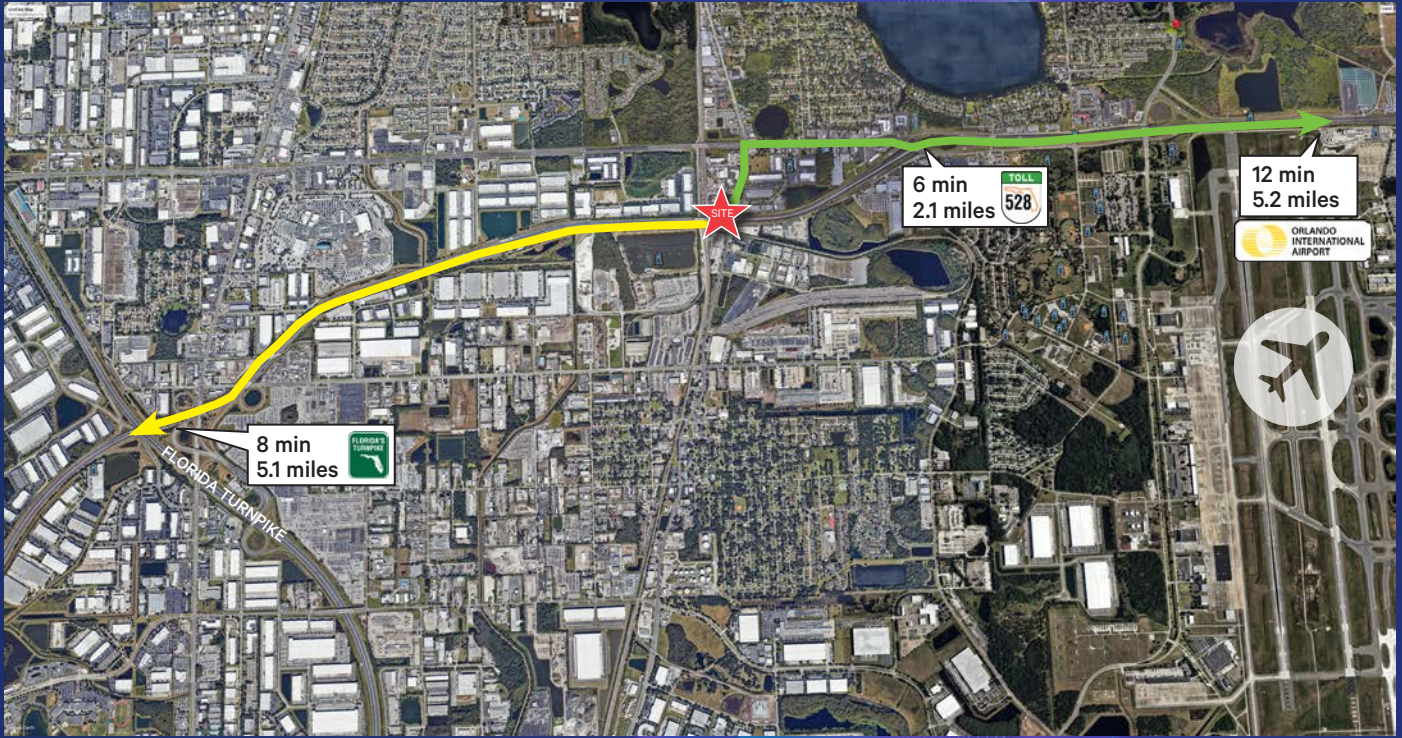 SITE
6 min
2.1 miles
TOLL
528
12 min
5.2 miles
ORLANDO
INTERNATIONAL
AIRPORT
8 min
5.1 miles
FLORIDA'S
TURNPIKE
FLORIDA TURNPIKE